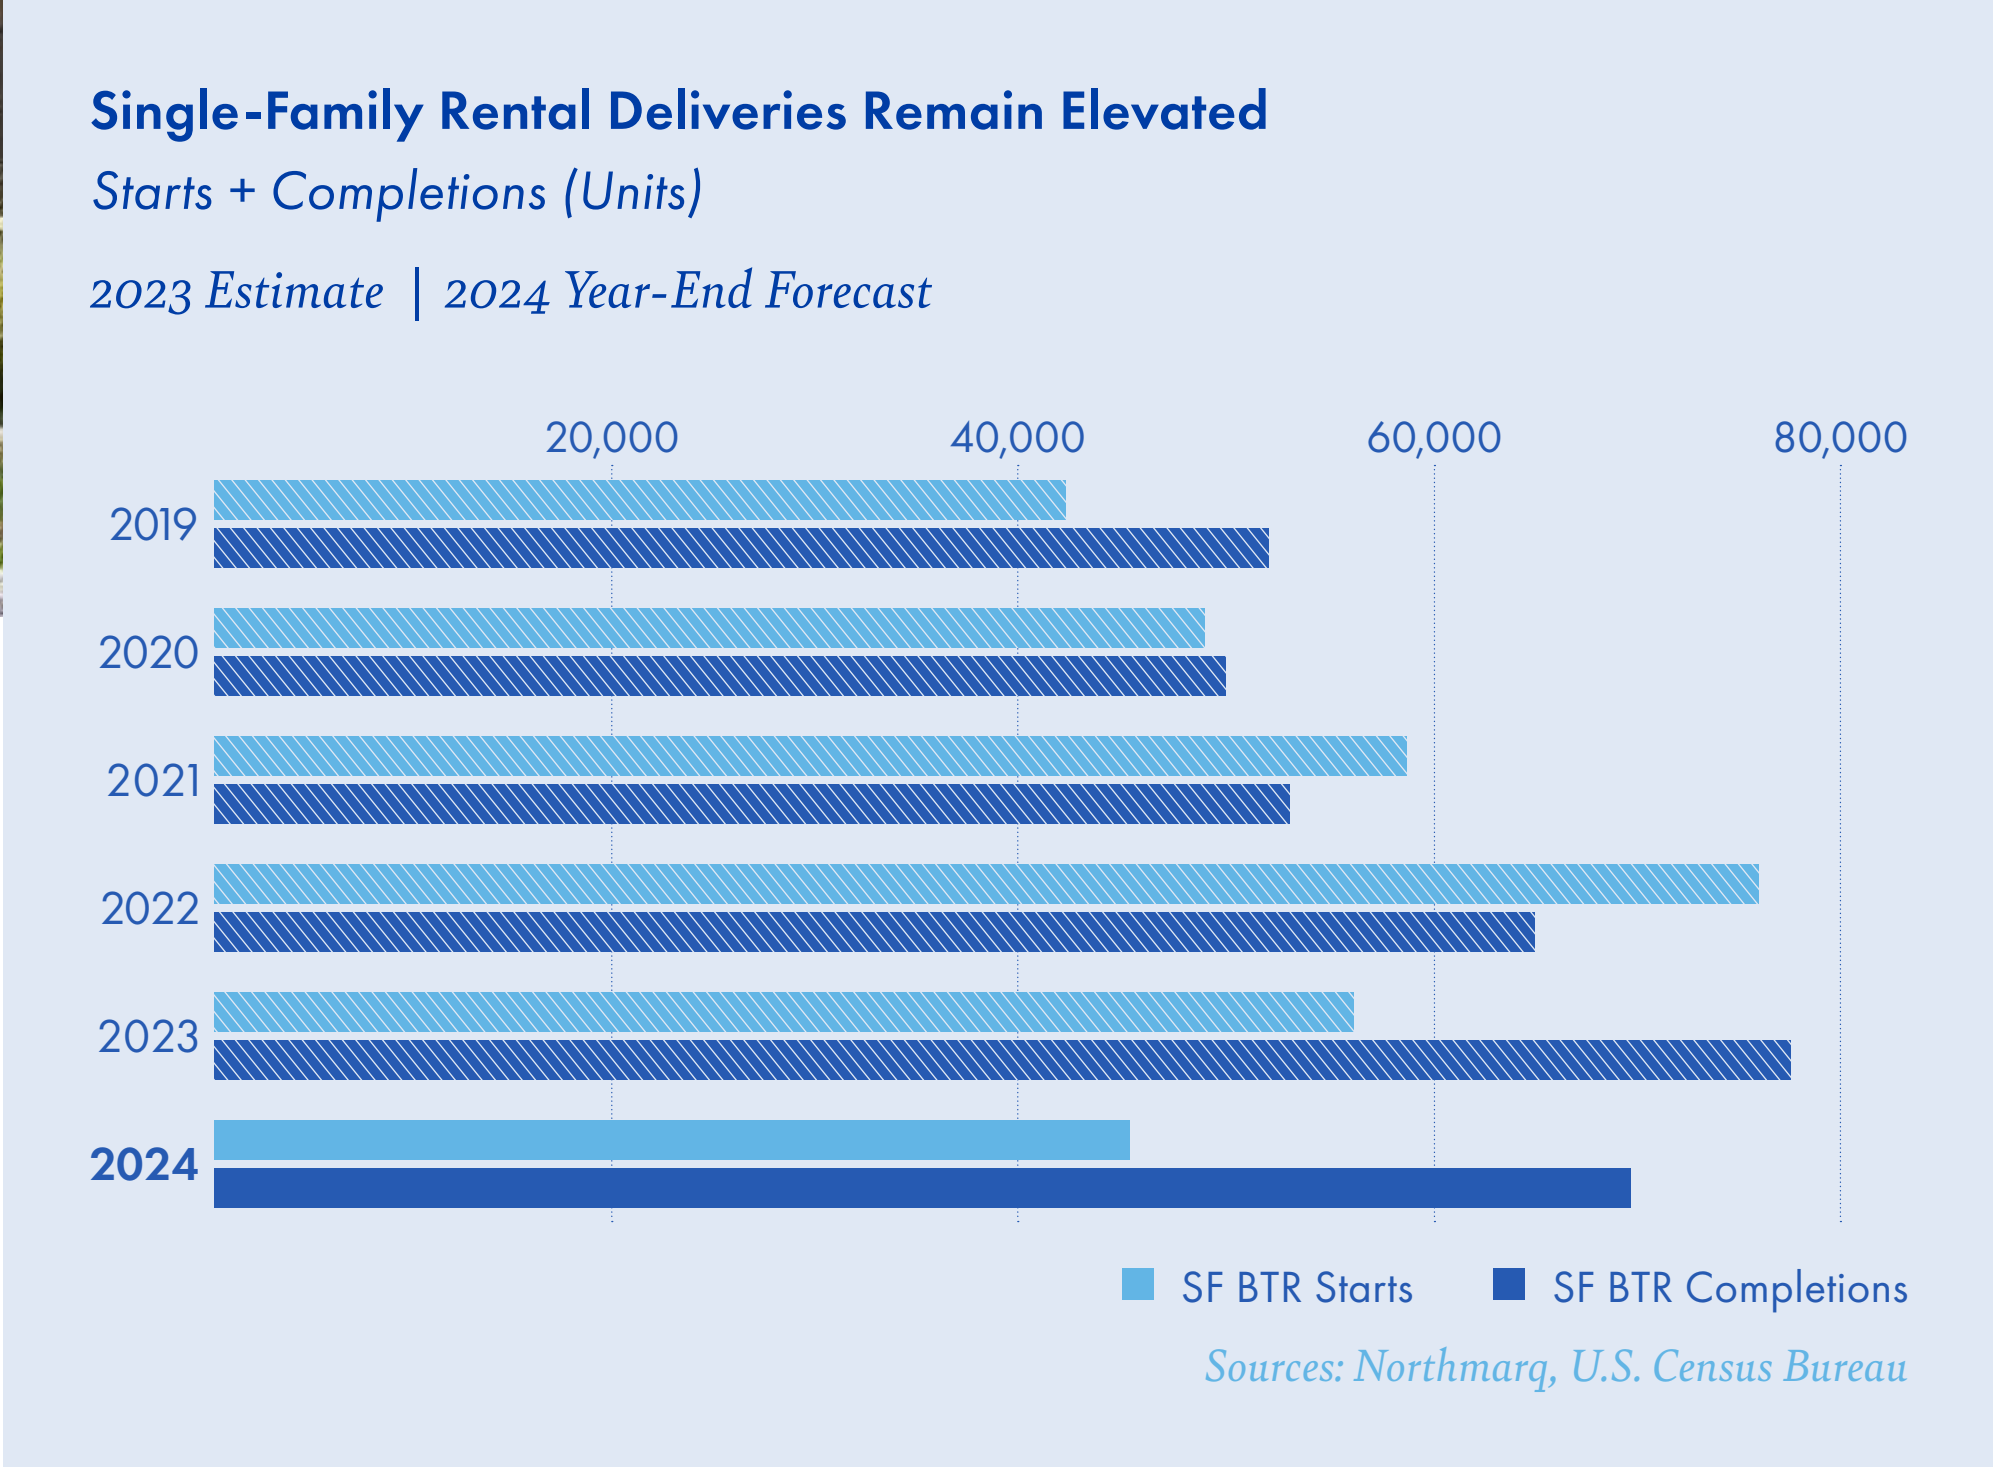 Single-Family Rental Deliveries Remain Elevated
Starts + Completions (Units)
2023 Estimate | 2024 Year-End Forecast
20,000 40,000 60,000 80,000
2019
2020
2021
2022
2023
2024
SF BTR Starts SF BTR Completions
Sources: Northmarq, U.S. Census Bureau